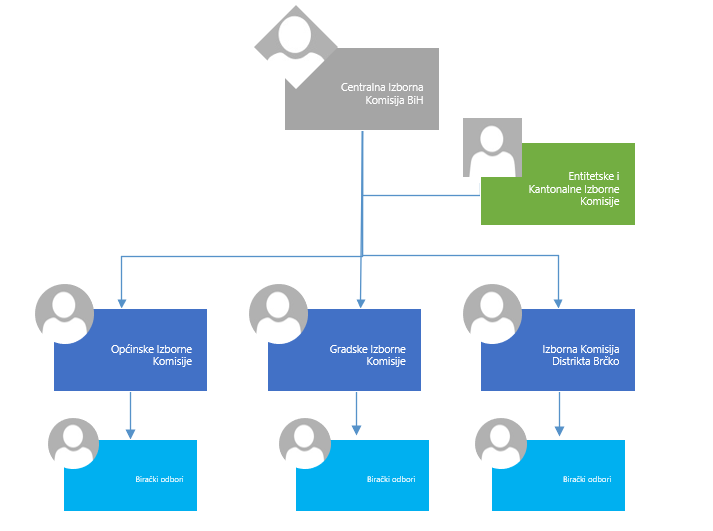 Centralna Izborna
Komisija BiH
Entitetske i
Kantonalne Izborne
Komisije
Općinske Izborne
Komisije
Gradske Izborne
Komisije
Izborna Komisija
Distrikta Brčko
Birački odbori
Birački odbori
Birački odbori